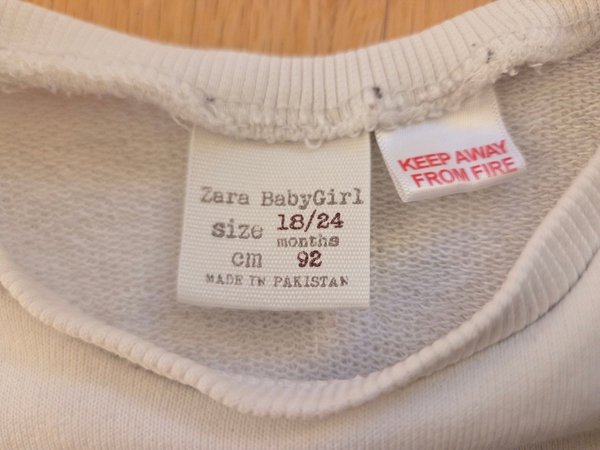 Zara BabyGirl
size 18/24
months
cm 92
MADE IN PAKISTAN
KEEP AWAY
FROM FIRE